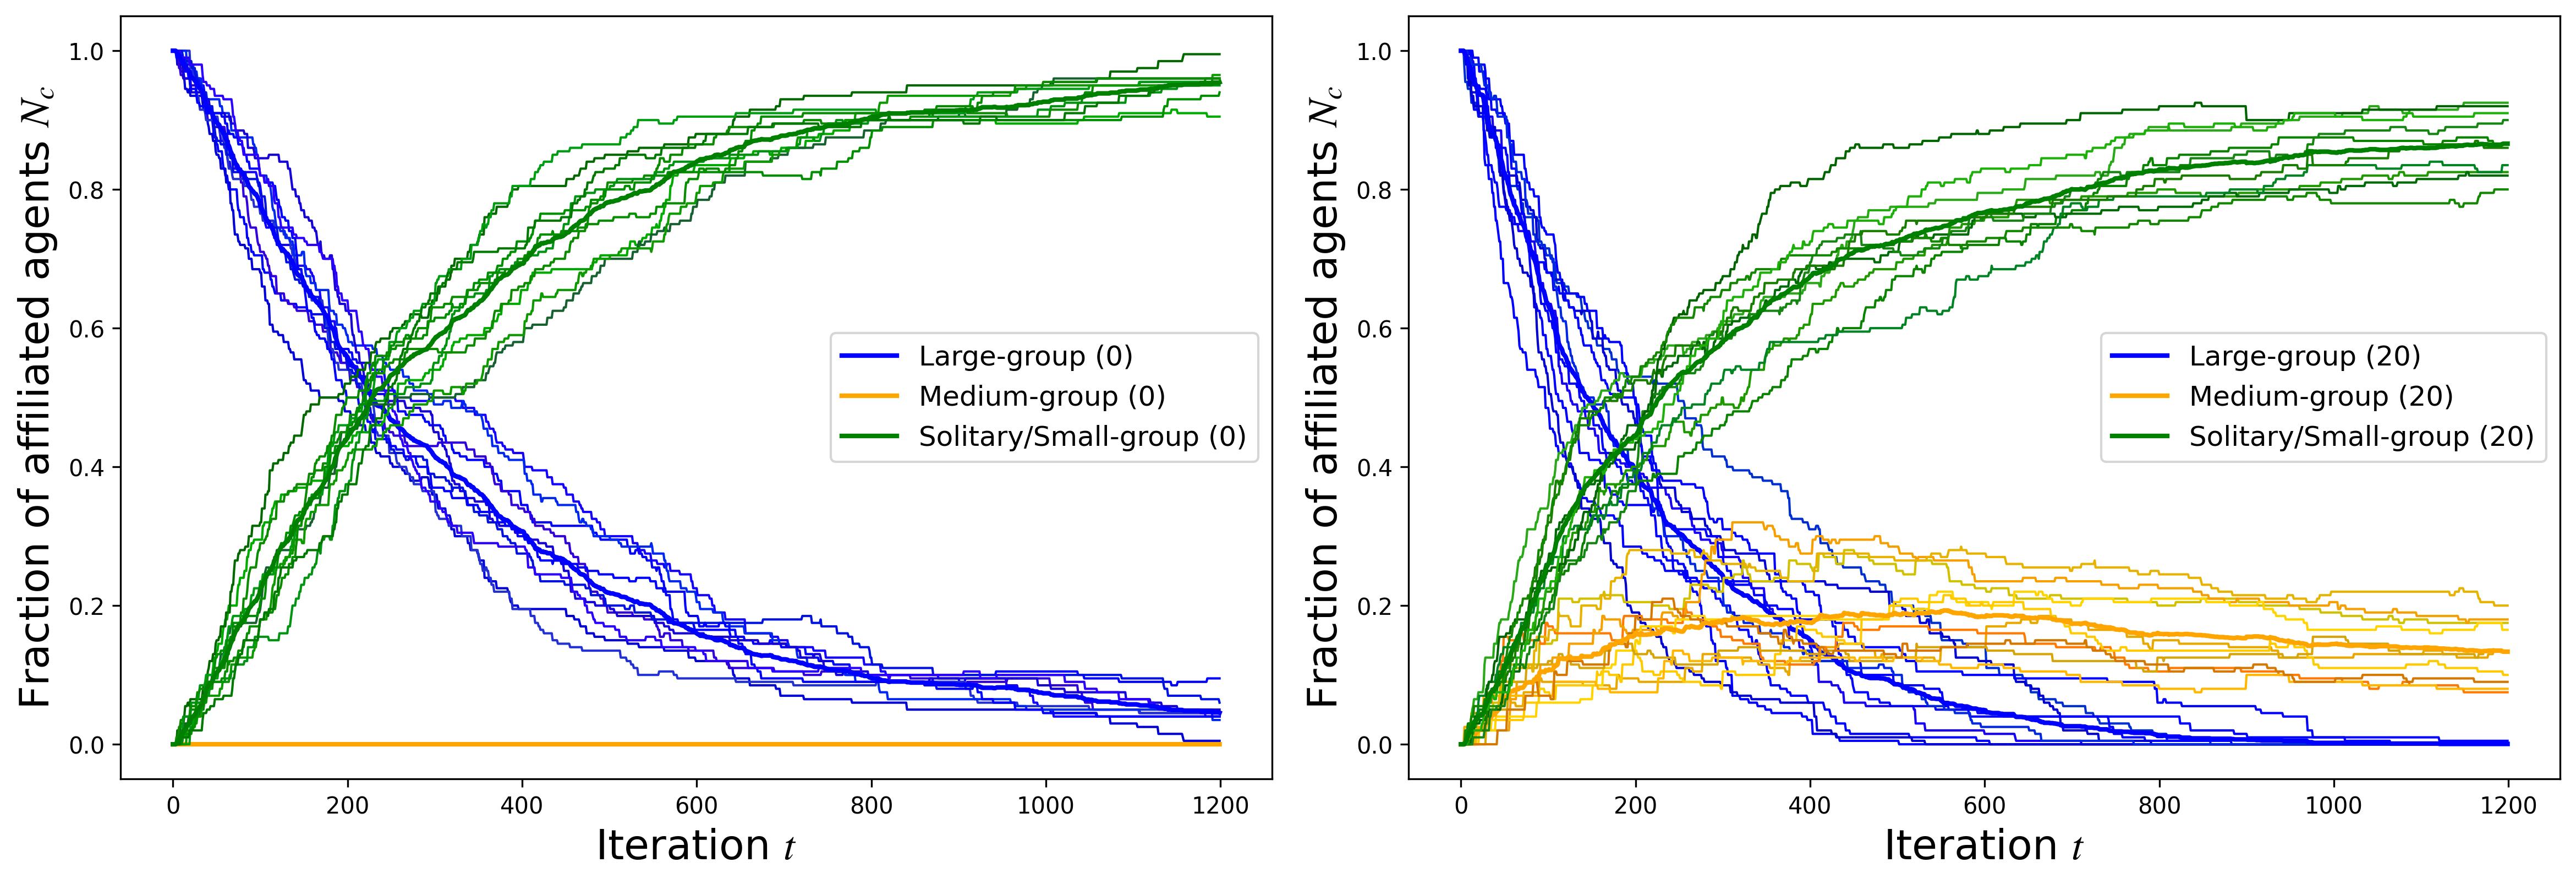 Fraction of affiliated agents N_c
1.0
0.8
0.6
0.4
0.2
0.0
Large-group (0)
Medium-group (0)
Solitary/Small-group (0)
0 200 400 600 800 1000 1200
Iteration t
Fraction of affiliated agents N_c
1.0
0.8
0.6
0.4
0.2
0.0
Large-group (20)
Medium-group (20)
Solitary/Small-group (20)
0 200 400 600 800 1000 1200
Iteration t